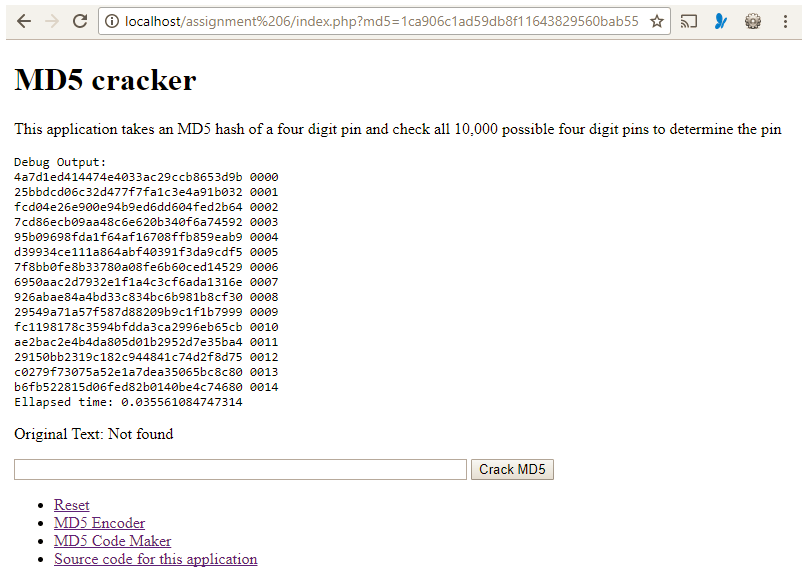 localhost/assignment%206/index.php?md5=1ca906c1ad59db8f11643829560bab55
MD5 cracker
This application takes an MD5 hash of a four digit pin and check all 10,000 possible four digit pins to determine the pin
Debug Output:
4a7d1ed414474e4033ac29ccb8653d9b 0000
25bbdcd06c32d477f7fa1c3e4a91b032 0001
fcd04e26e900e94b9ed6dd604fed2b64 0002
7cd86ecb09aa48c6e620b340f6a74592 0003
95b09698fda1f64af16708ffb859eab9 0004
d39934ce111a864abf40391f3da9cdf5 0005
7f8bb0fe8b33780a08fe6b60ced14529 0006
6950aac2d7932e1f1a4c3cf6ada1316e 0007
926abae84a4bd33c834bc6b981b8cf30 0008
29549a71a57f587d88209b9c1f1b7999 0009
fc1198178c3594bfdda3ca2996eb65cb 0010
ae2bac2e4b4da805d01b2952d7e35ba4 0011
29150bb2319c182c944841c74d2f8d75 0012
c0279f73075a52e1a7dea35065bc8c80 0013
b6fb522815d06fed82b0140be4c74680 0014
Ellapsed time: 0.035561084747314
Original Text: Not found
Crack MD5
Reset
MD5 Encoder
MD5 Code Maker
Source code for this application